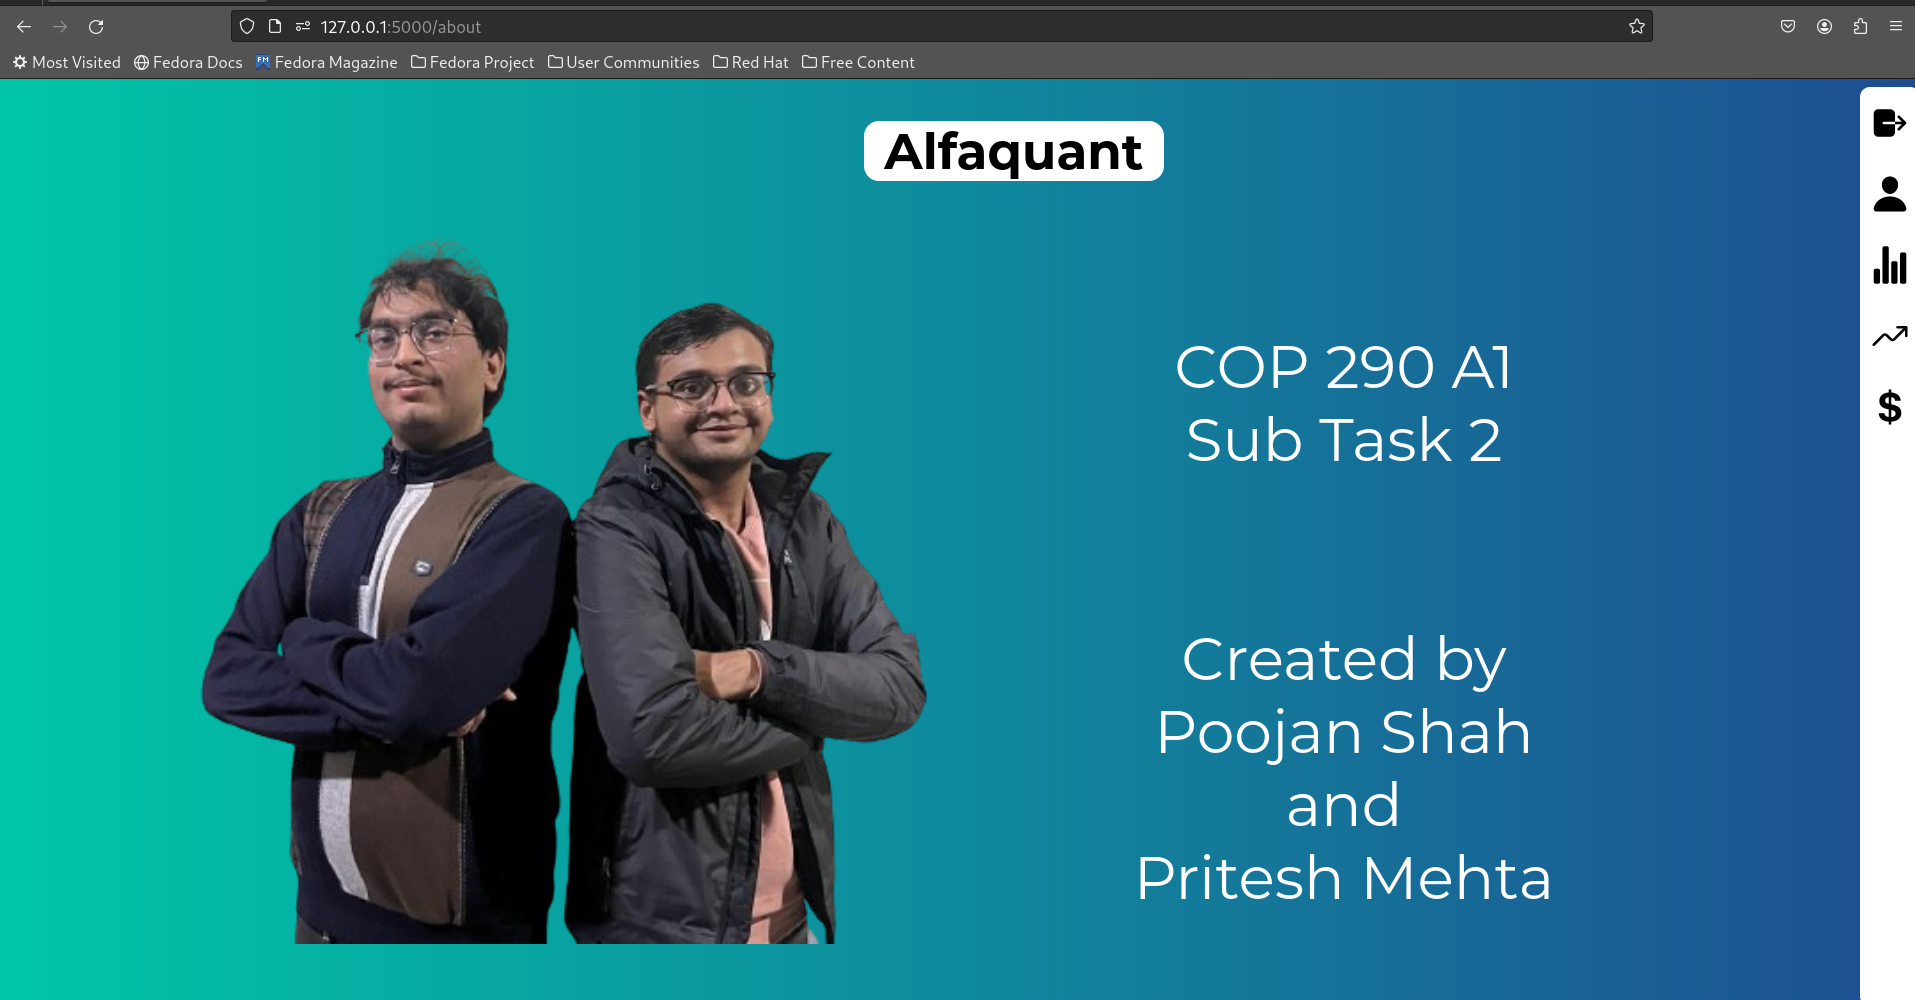 127.0.0.1:5000/about
Most Visited Fedora Docs FM Fedora Magazine Fedora Project User Communities Red Hat Free Content
Alfaquant
COP 290 A1
Sub Task 2
Created by
Poojan Shah
and
Pritesh Mehta
$